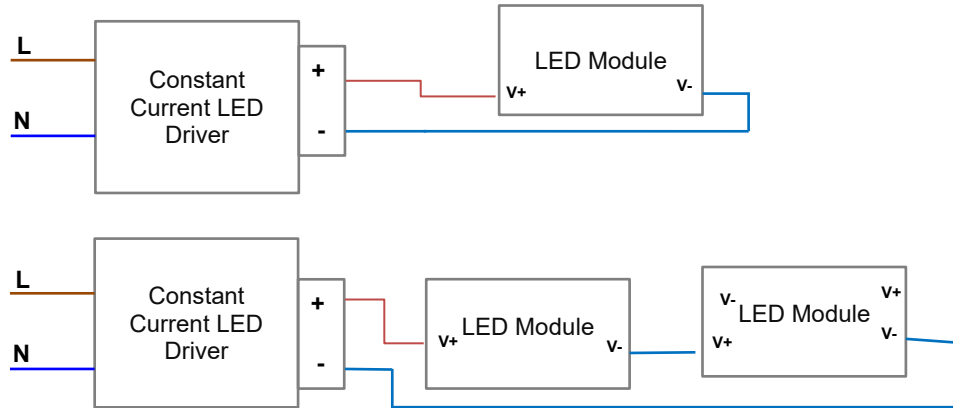 L
N
Constant
Current LED
Driver
+
-
LED Module
V+
V-
L
N
Constant
Current LED
Driver
+
-
LED Module
V+
V-
V-
V+
LED Module
V+
V-